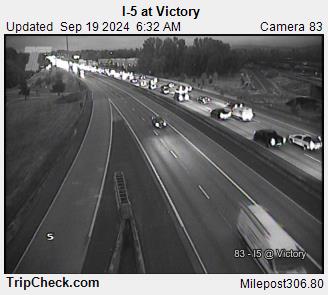 I-5 at Victory
Updated Sep 19 2024 6:32 AM Camera 83
S
83 - I5 @ Victory
TripCheck.com Milepost306.80